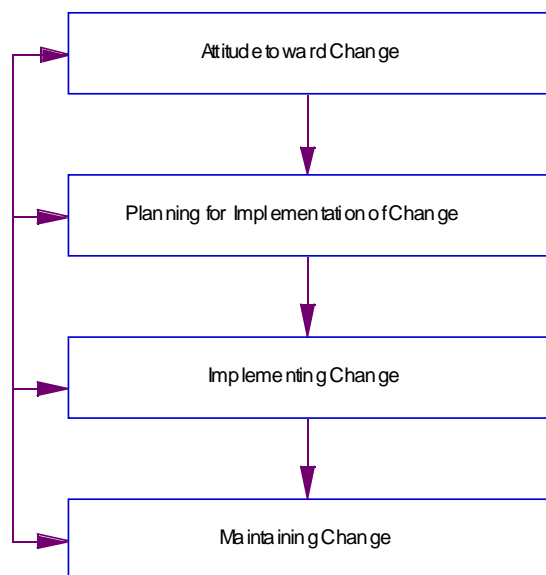 Attitude toward Change
Planning for Implementation of Change
Implementing Change
Maintaining Change